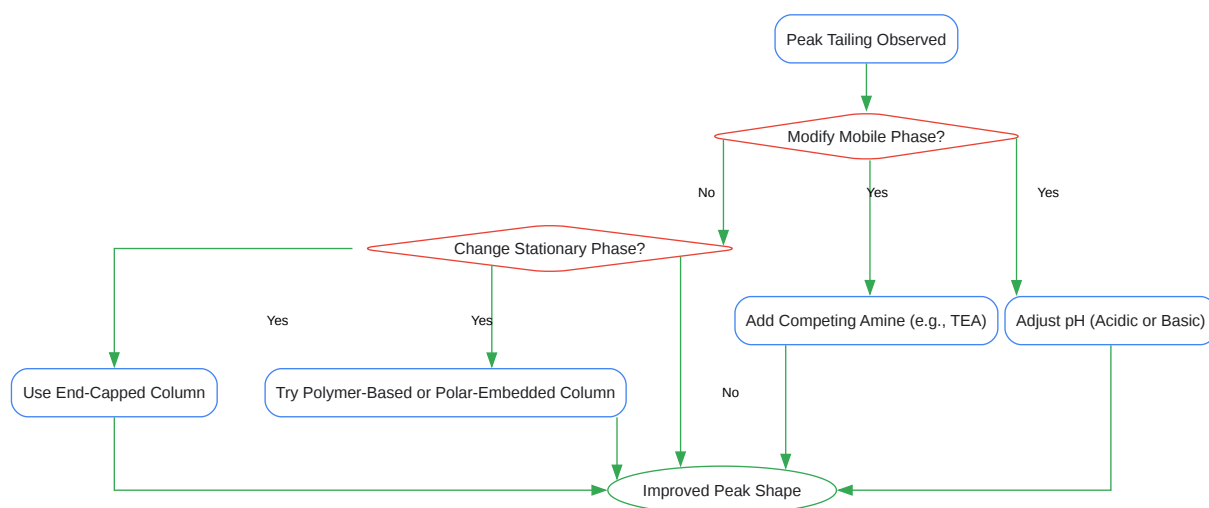 Peak Tailing Observed
Modify Mobile Phase?
No
Yes
Yes
Change Stationary Phase?
Yes
Yes
Add Competing Amine (e.g., TEA)
Adjust pH (Acidic or Basic)
Use End-Capped Column
Try Polymer-Based or Polar-Embedded Column
No
Improved Peak Shape